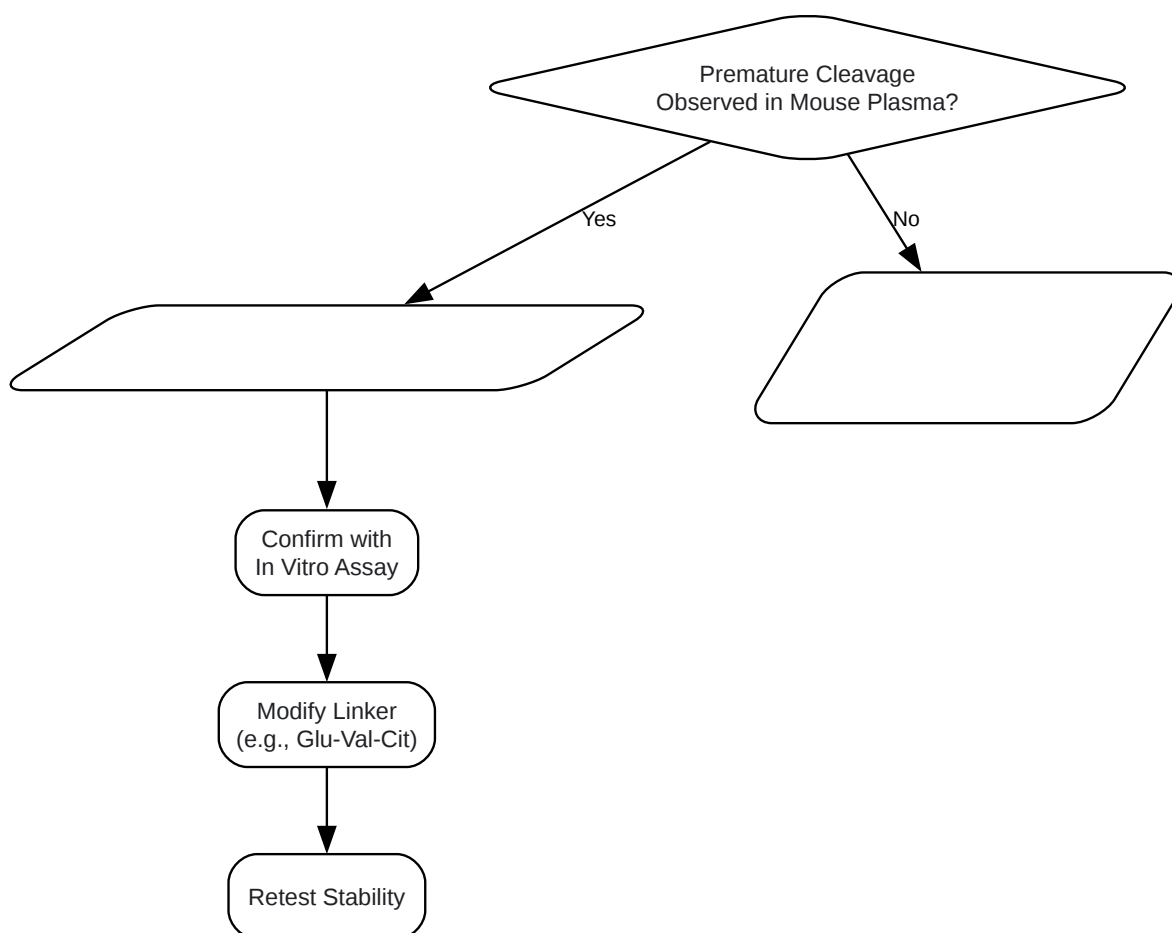 Premature Cleavage
Observed in Mouse Plasma?
Yes
No
Confirm with
In Vitro Assay
Modify Linker
(e.g., Glu-Val-Cit)
Retest Stability